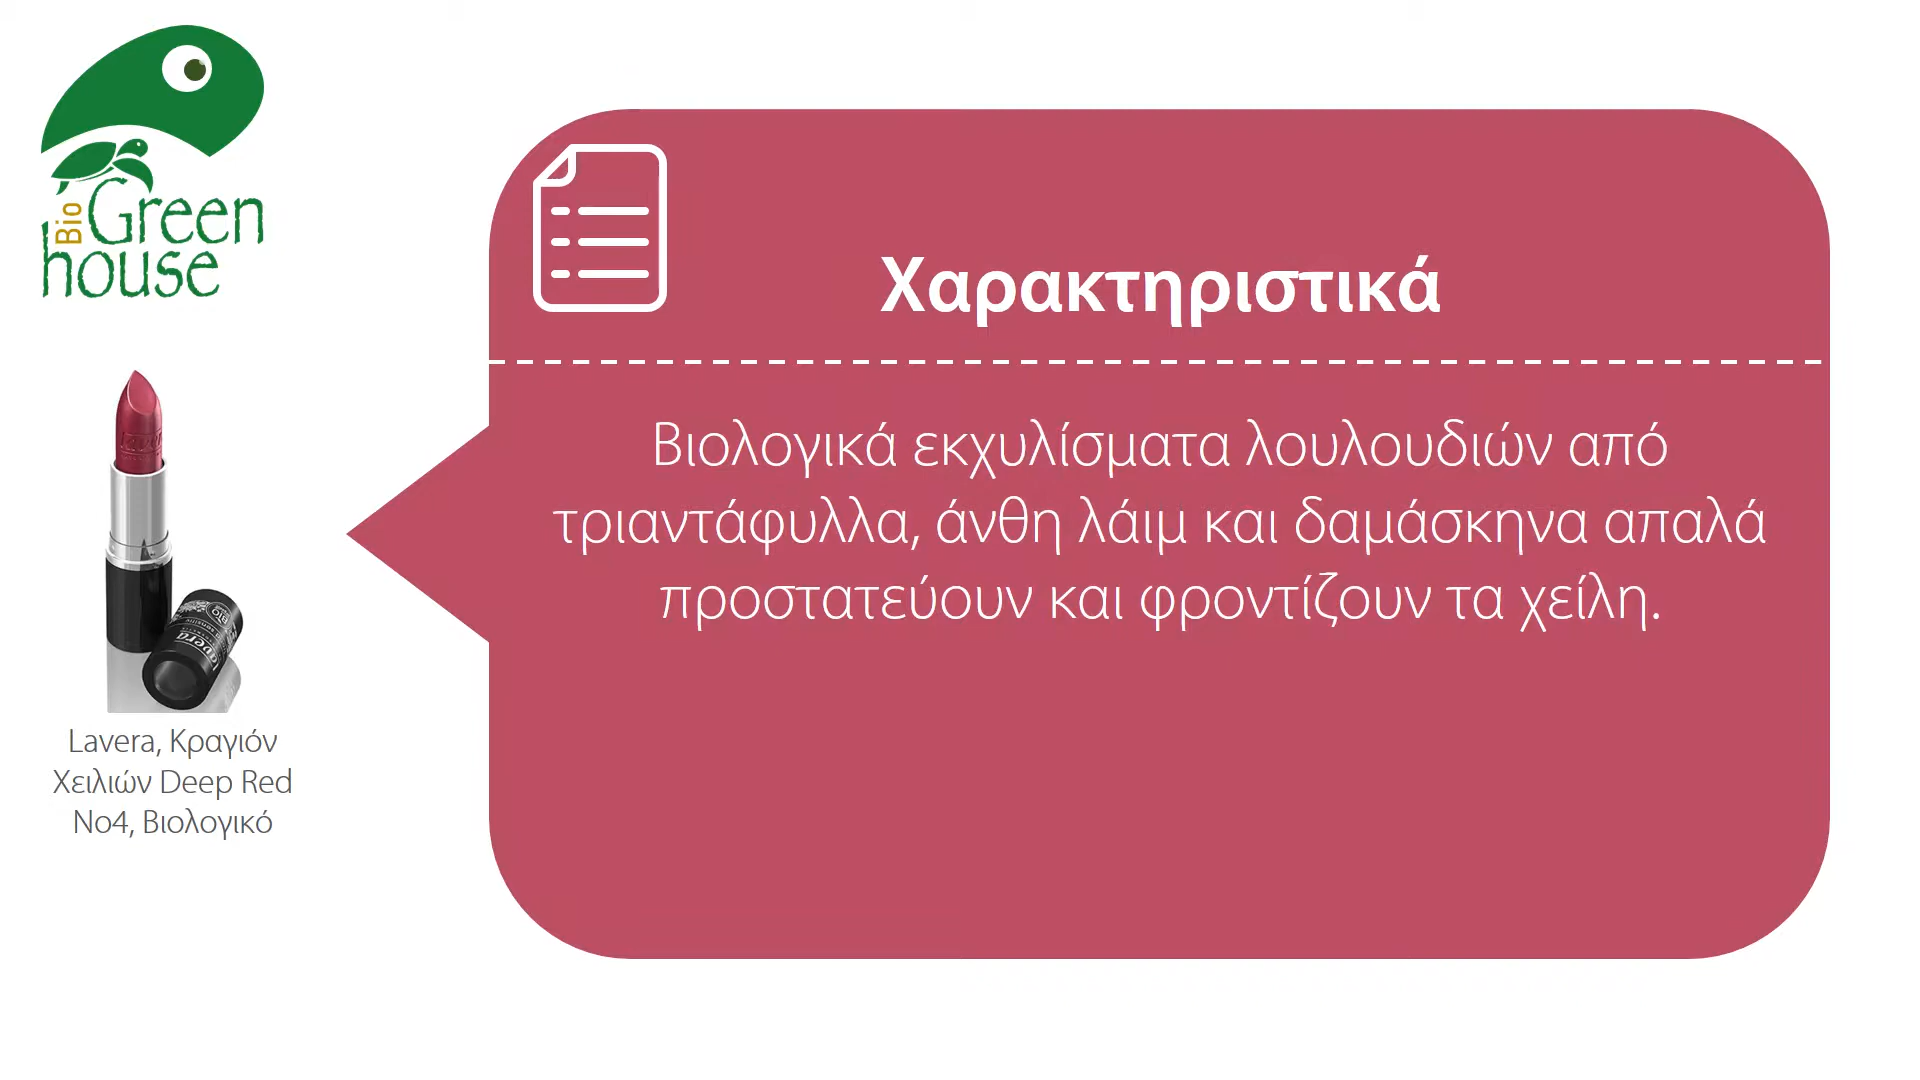 Bio Green
house
Χαρακτηριστικά
Βιολογικά εκχυλίσματα λουλουδιών από
τριαντάφυλλα, άνθη λάιμ και δαμάσκηνα απαλά
προστατεύουν και φροντίζουν τα χείλη.
lavera
Lavera, Κραγιόν
Χειλιών Deep Red
No4, Βιολογικό